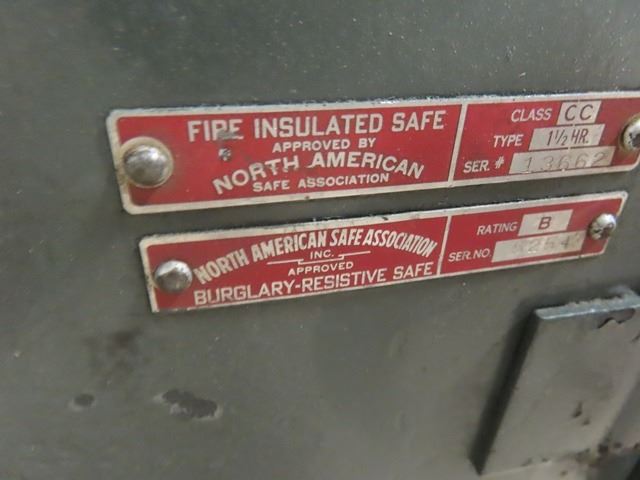 FIRE INSULATED SAFE
APPROVED BY
NORTH AMERICAN
SAFE ASSOCIATION
CLASS CC
TYPE 1½ HR.
SER. # 13662
NORTH AMERICAN SAFE ASSOCIATION
INC.
APPROVED
BURGLARY-RESISTIVE SAFE
RATING B
SER. NO.